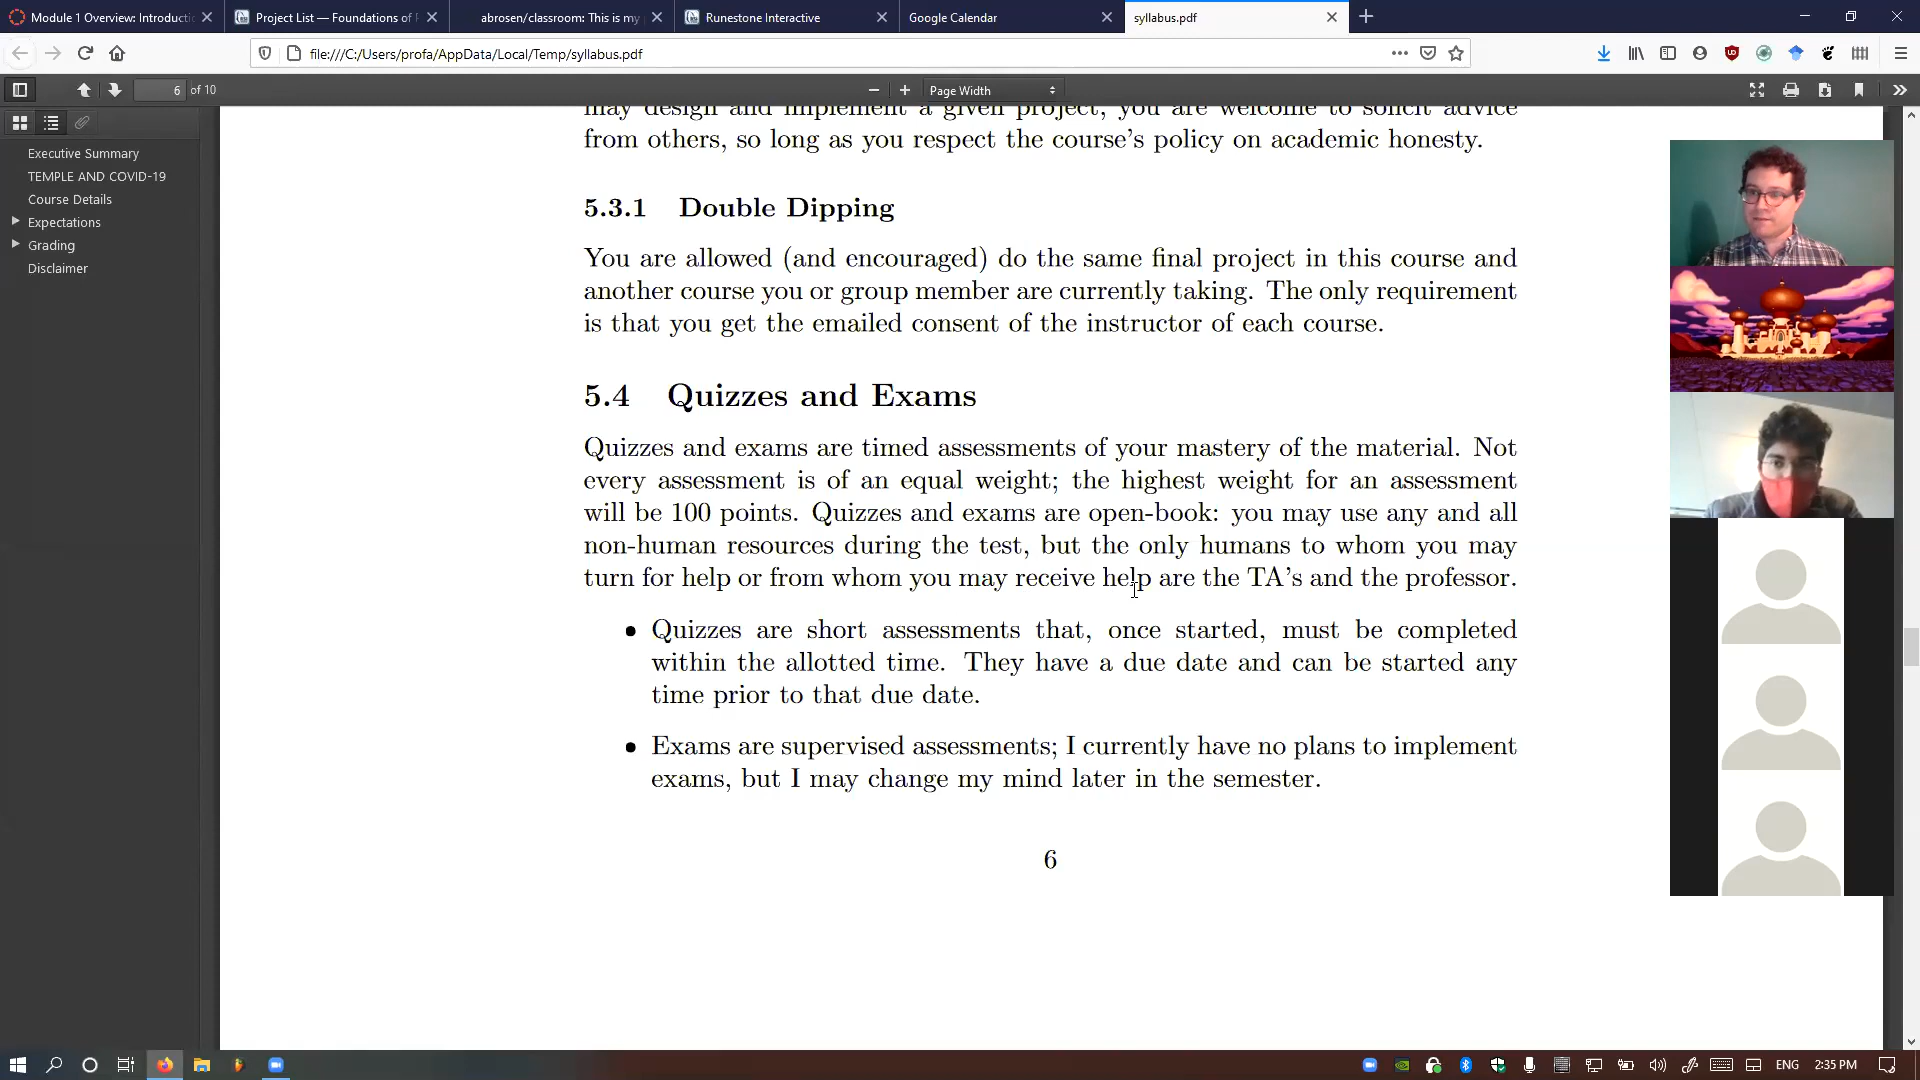 Module 1 Overview: Introducti
Project List — Foundations of
abrosen/classroom: This is my
Runestone Interactive
Google Calendar
syllabus.pdf
file:///C:/Users/profa/AppData/Local/Temp/syllabus.pdf
6 of 10
Page Width
Executive Summary
TEMPLE AND COVID-19
Course Details
Expectations
Grading
Disclaimer
may design and implement a given project, you are welcome to solicit advice
from others, so long as you respect the course's policy on academic honesty.
5.3.1 Double Dipping
You are allowed (and encouraged) do the same final project in this course and
another course you or group member are currently taking. The only requirement
is that you get the emailed consent of the instructor of each course.
5.4 Quizzes and Exams
Quizzes and exams are timed assessments of your mastery of the material. Not
every assessment is of an equal weight; the highest weight for an assessment
will be 100 points. Quizzes and exams are open-book: you may use any and all
non-human resources during the test, but the only humans to whom you may
turn for help or from whom you may receive help are the TA's and the professor.
• Quizzes are short assessments that, once started, must be completed
within the allotted time. They have a due date and can be started any
time prior to that due date.
• Exams are supervised assessments; I currently have no plans to implement
exams, but I may change my mind later in the semester.
6
ENG 2:35 PM